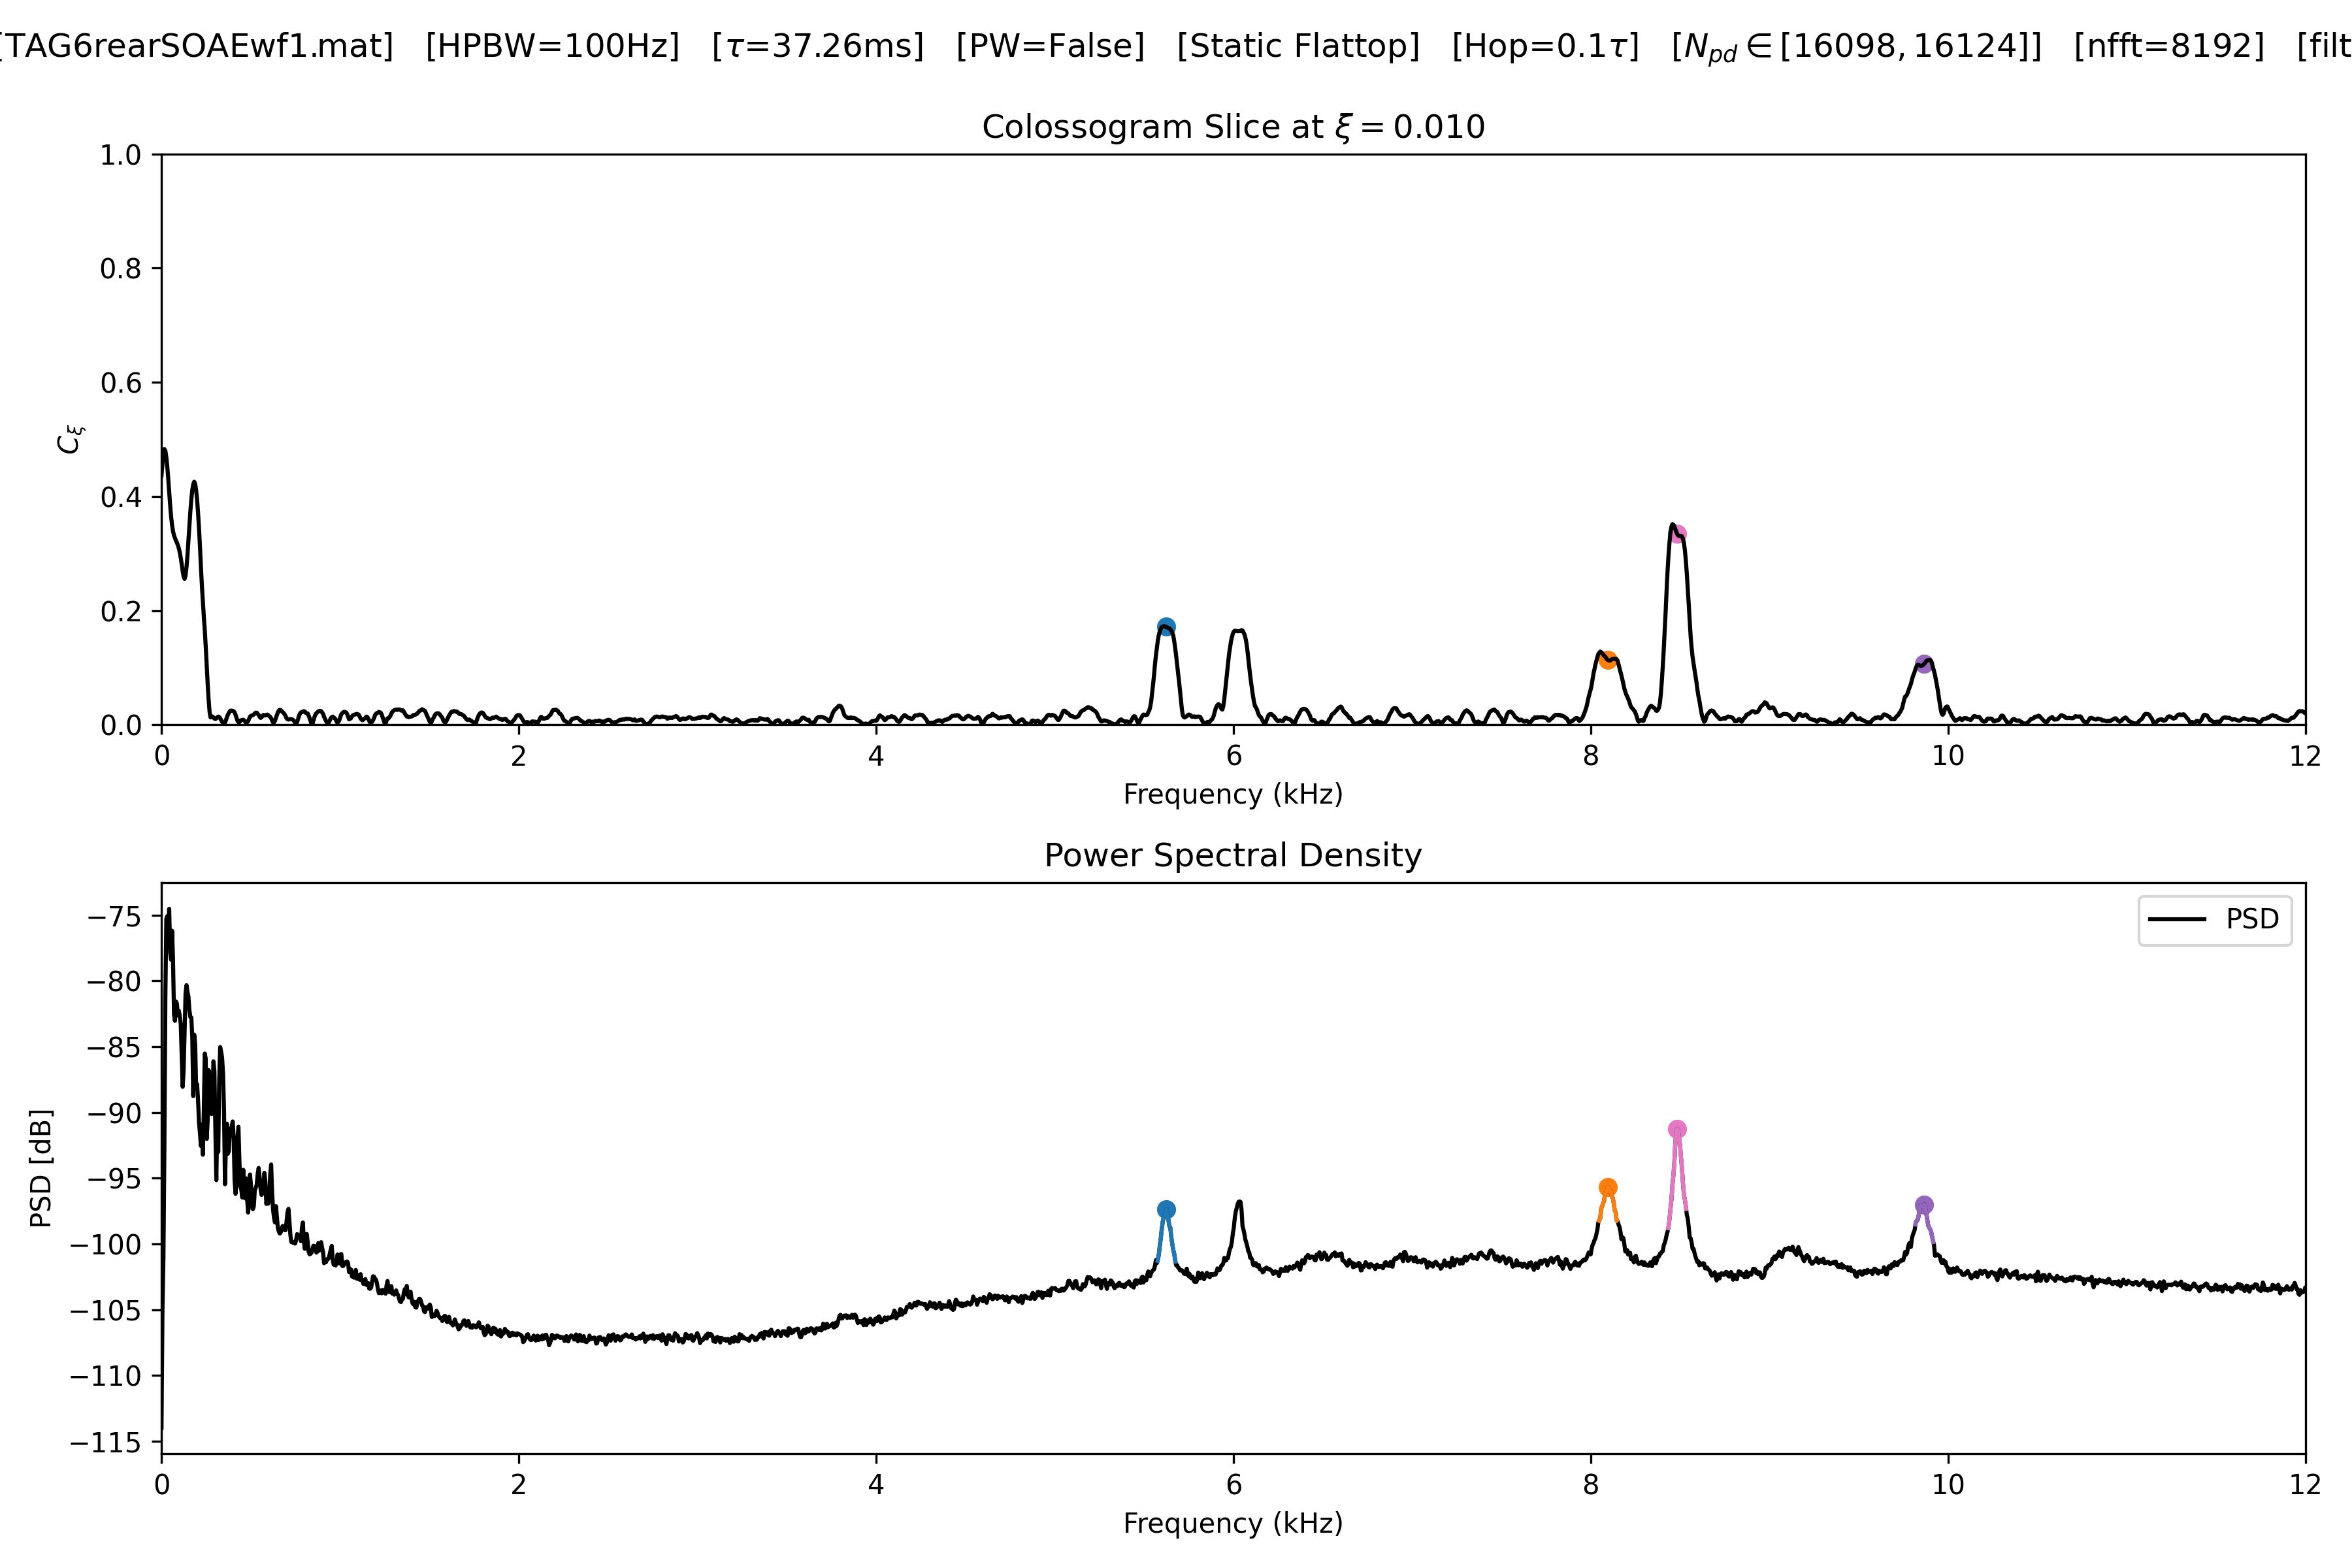 [TAG6rearSOAEwf1.mat] [HPBW=100Hz] [τ=37.26ms] [PW=False] [Static Flattop] [Hop=0.1τ] [N_pd ∈ [16098, 16124]] [nfft=8192] [filt
Colossogram Slice at ξ = 0.010
1.0
0.8
0.6
0.4
0.2
0.0
C_ξ
0 2 4 6 8 10 12
Frequency (kHz)
Power Spectral Density
PSD
−75
−80
−85
−90
−95
−100
−105
−110
−115
PSD [dB]
0 2 4 6 8 10 12
Frequency (kHz)